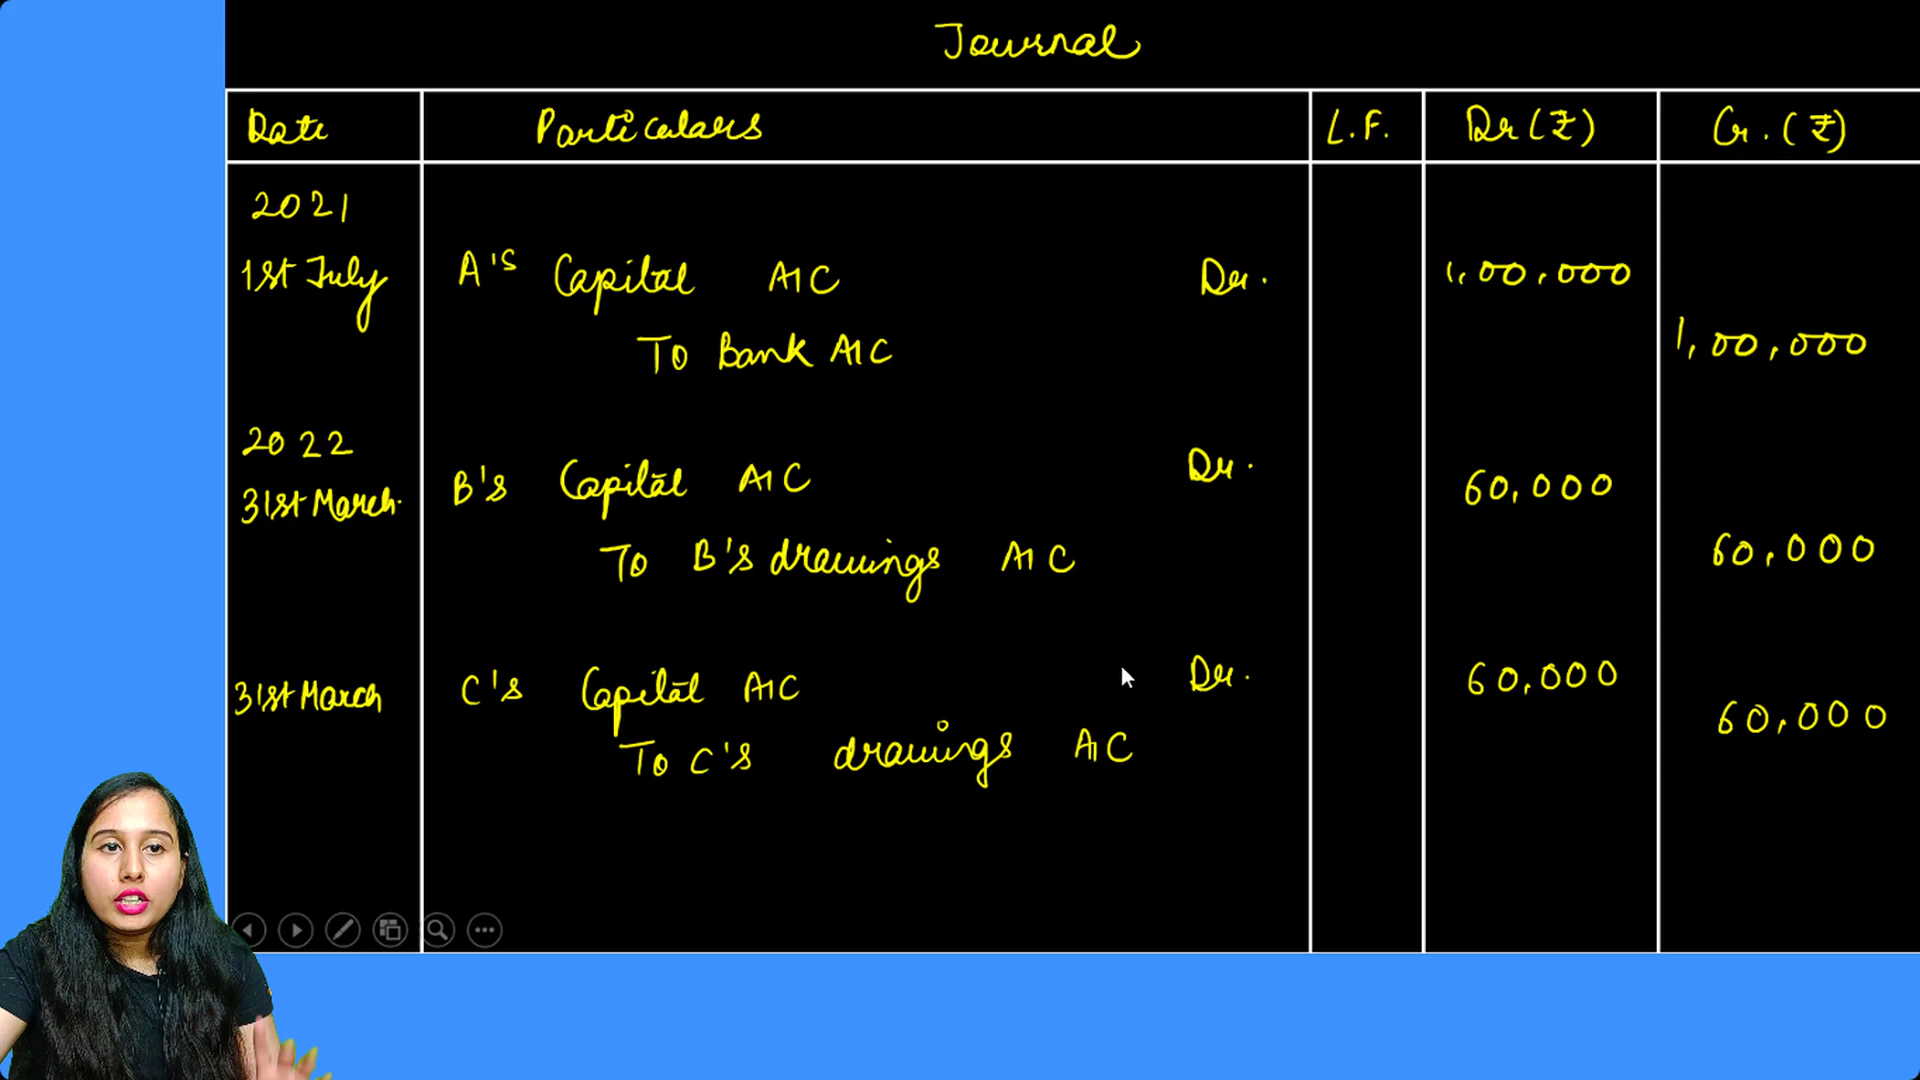 Journal
Date Particulars L.F. Dr (₹) Cr. (₹)
2021
1st July A's Capital A/C Dr. 1,00,000
To Bank A/C 1,00,000
2022
31st March. B's Capital A/C Dr. 60,000
To B's drawings A/C 60,000
31st March C's Capital A/C Dr. 60,000
To C's drawings A/C 60,000